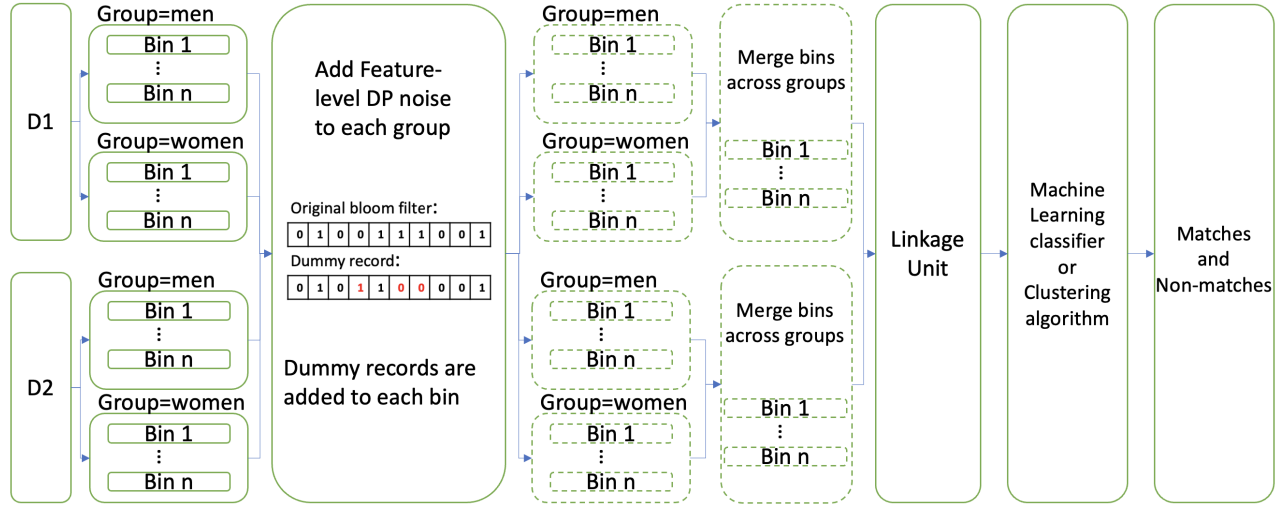 D1
Group=men
Bin 1
⋮
Bin n
Group=women
Bin 1
⋮
Bin n
D2
Group=men
Bin 1
⋮
Bin n
Group=women
Bin 1
⋮
Bin n
Add Feature-
level DP noise
to each group
Original bloom filter:
0 1 0 0 1 1 1 0 0 1
Dummy record:
0 1 0 1 1 0 0 0 0 1
Dummy records are
added to each bin
Group=men
Bin 1
⋮
Bin n
Group=women
Bin 1
⋮
Bin n
Group=men
Bin 1
⋮
Bin n
Group=women
Bin 1
⋮
Bin n
Merge bins
across groups
Bin 1
⋮
Bin n
Merge bins
across groups
Bin 1
⋮
Bin n
Linkage
Unit
Machine
Learning
classifier
or
Clustering
algorithm
Matches
and
Non-matches